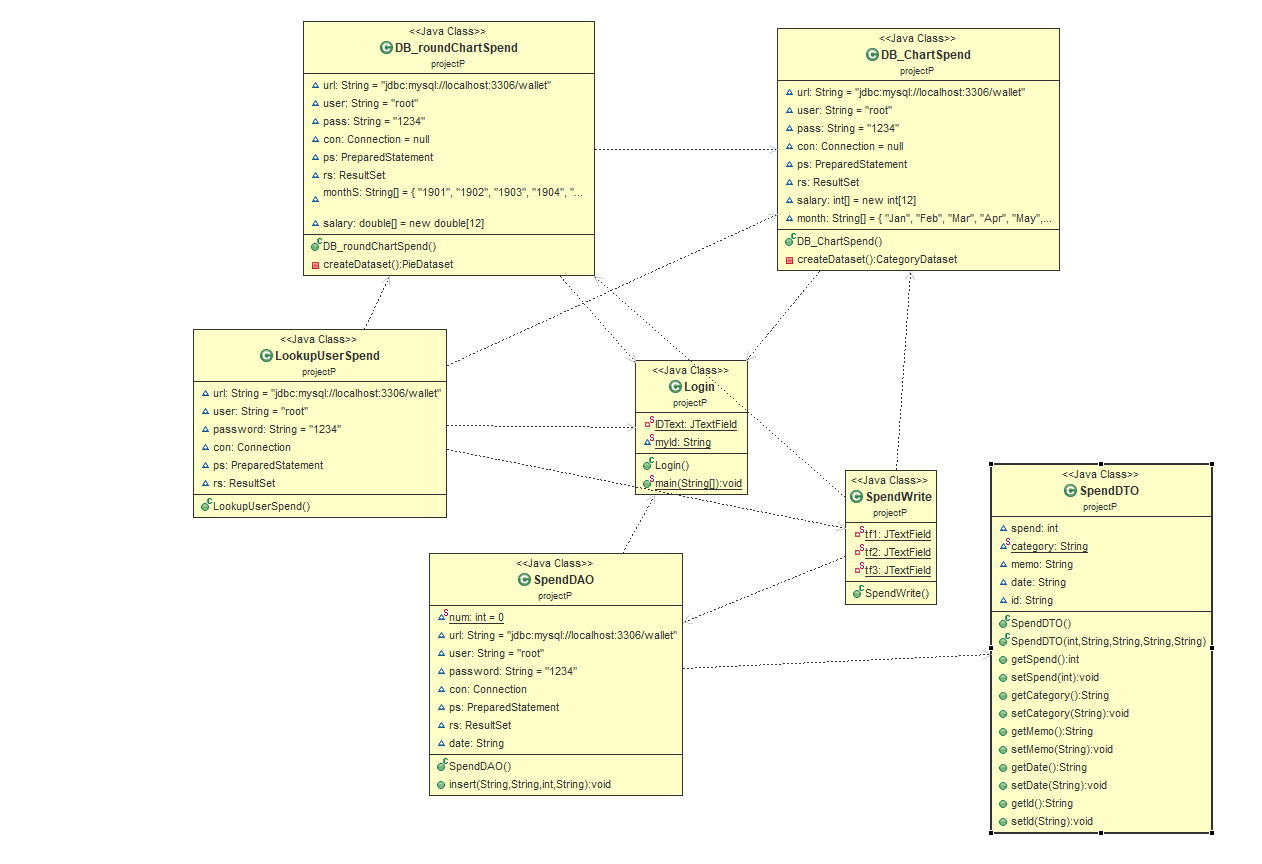 <<Java Class>>
DB_roundChartSpend
projectP
url: String = "jdbc:mysql://localhost:3306/wallet"
user: String = "root"
pass: String = "1234"
con: Connection = null
ps: PreparedStatement
rs: ResultSet
monthS: String[] = { "1901", "1902", "1903", "1904", "...
salary: double[] = new double[12]
DB_roundChartSpend()
createDataset():PieDataset
<<Java Class>>
DB_ChartSpend
projectP
url: String = "jdbc:mysql://localhost:3306/wallet"
user: String = "root"
pass: String = "1234"
con: Connection = null
ps: PreparedStatement
rs: ResultSet
salary: int[] = new int[12]
month: String[] = { "Jan", "Feb", "Mar", "Apr", "May",...
DB_ChartSpend()
createDataset():CategoryDataset
<<Java Class>>
LookupUserSpend
projectP
url: String = "jdbc:mysql://localhost:3306/wallet"
user: String = "root"
password: String = "1234"
con: Connection
ps: PreparedStatement
rs: ResultSet
LookupUserSpend()
<<Java Class>>
Login
projectP
IDText: JTextField
myId: String
Login()
main(String[]):void
<<Java Class>>
SpendWrite
projectP
tf1: JTextField
tf2: JTextField
tf3: JTextField
SpendWrite()
<<Java Class>>
SpendDTO
projectP
spend: int
category: String
memo: String
date: String
id: String
SpendDTO()
SpendDTO(int,String,String,String,String)
getSpend():int
setSpend(int):void
getCategory():String
setCategory(String):void
getMemo():String
setMemo(String):void
getDate():String
setDate(String):void
getId():String
setId(String):void
<<Java Class>>
SpendDAO
projectP
num: int = 0
url: String = "jdbc:mysql://localhost:3306/wallet"
user: String = "root"
password: String = "1234"
con: Connection
ps: PreparedStatement
rs: ResultSet
date: String
SpendDAO()
insert(String,String,int,String):void